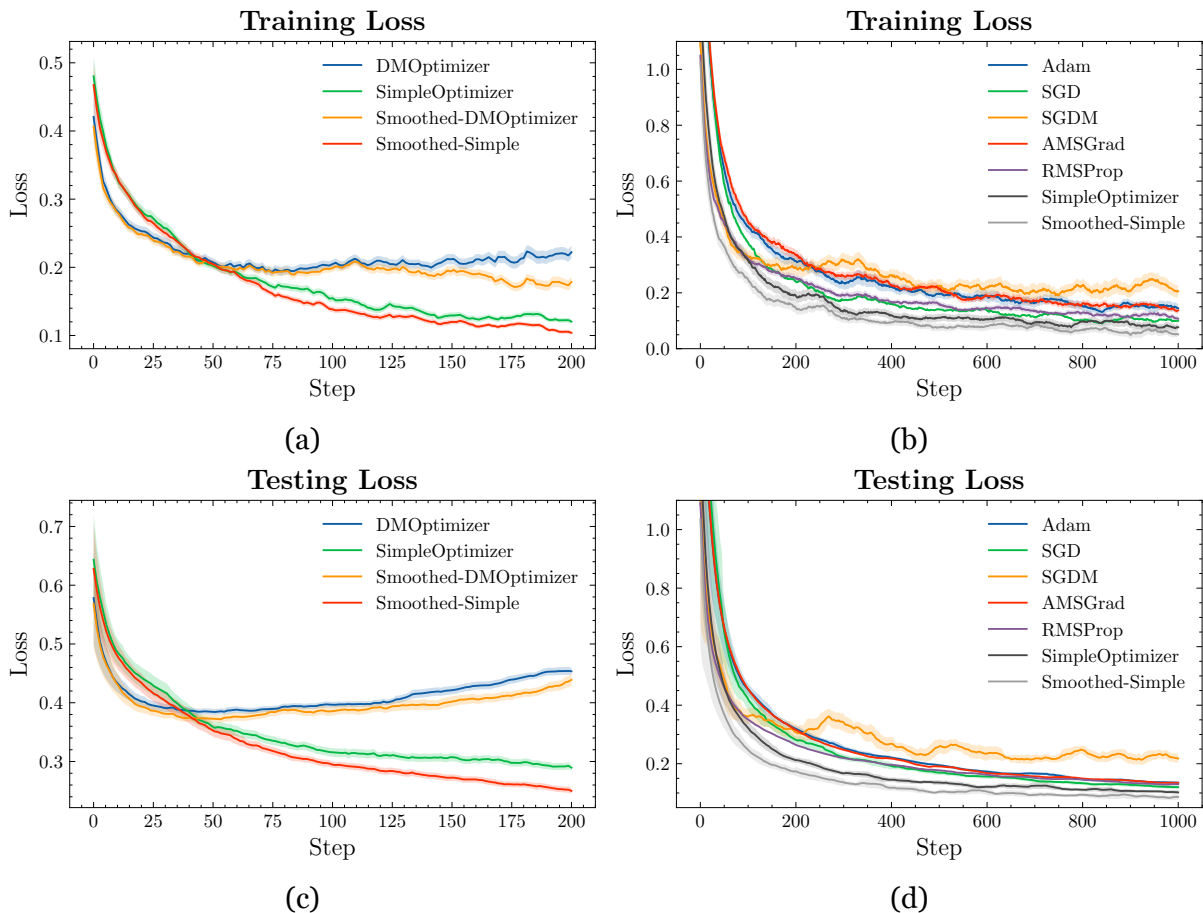 Training Loss
Loss
0.5
0.4
0.3
0.2
0.1
DMOptimizer
SimpleOptimizer
Smoothed-DMOptimizer
Smoothed-Simple
0 25 50 75 100 125 150 175 200
Step
(a)
Training Loss
Loss
1.0
0.8
0.6
0.4
0.2
0.0
Adam
SGD
SGDM
AMSGrad
RMSProp
SimpleOptimizer
Smoothed-Simple
0 200 400 600 800 1000
Step
(b)
Testing Loss
Loss
0.7
0.6
0.5
0.4
0.3
DMOptimizer
SimpleOptimizer
Smoothed-DMOptimizer
Smoothed-Simple
0 25 50 75 100 125 150 175 200
Step
(c)
Testing Loss
Loss
1.0
0.8
0.6
0.4
0.2
Adam
SGD
SGDM
AMSGrad
RMSProp
SimpleOptimizer
Smoothed-Simple
0 200 400 600 800 1000
Step
(d)